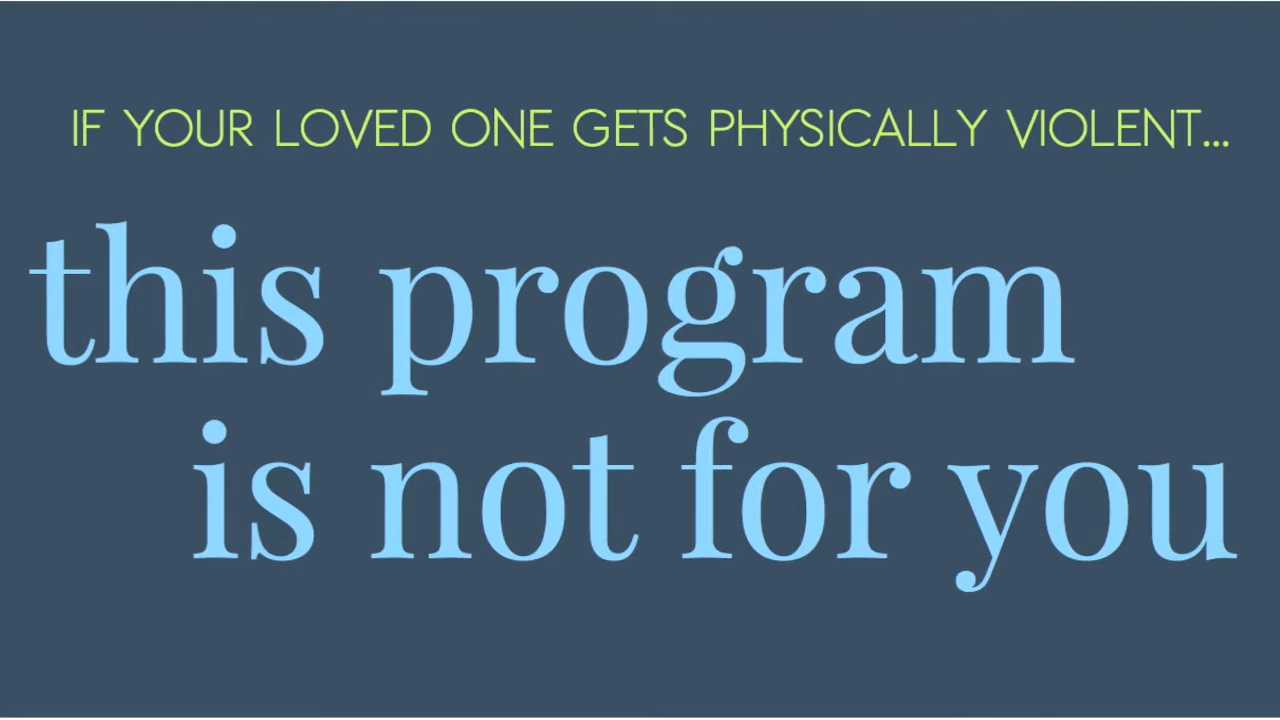 IF YOUR LOVED ONE GETS PHYSICALLY VIOLENT...
this program
is not for you